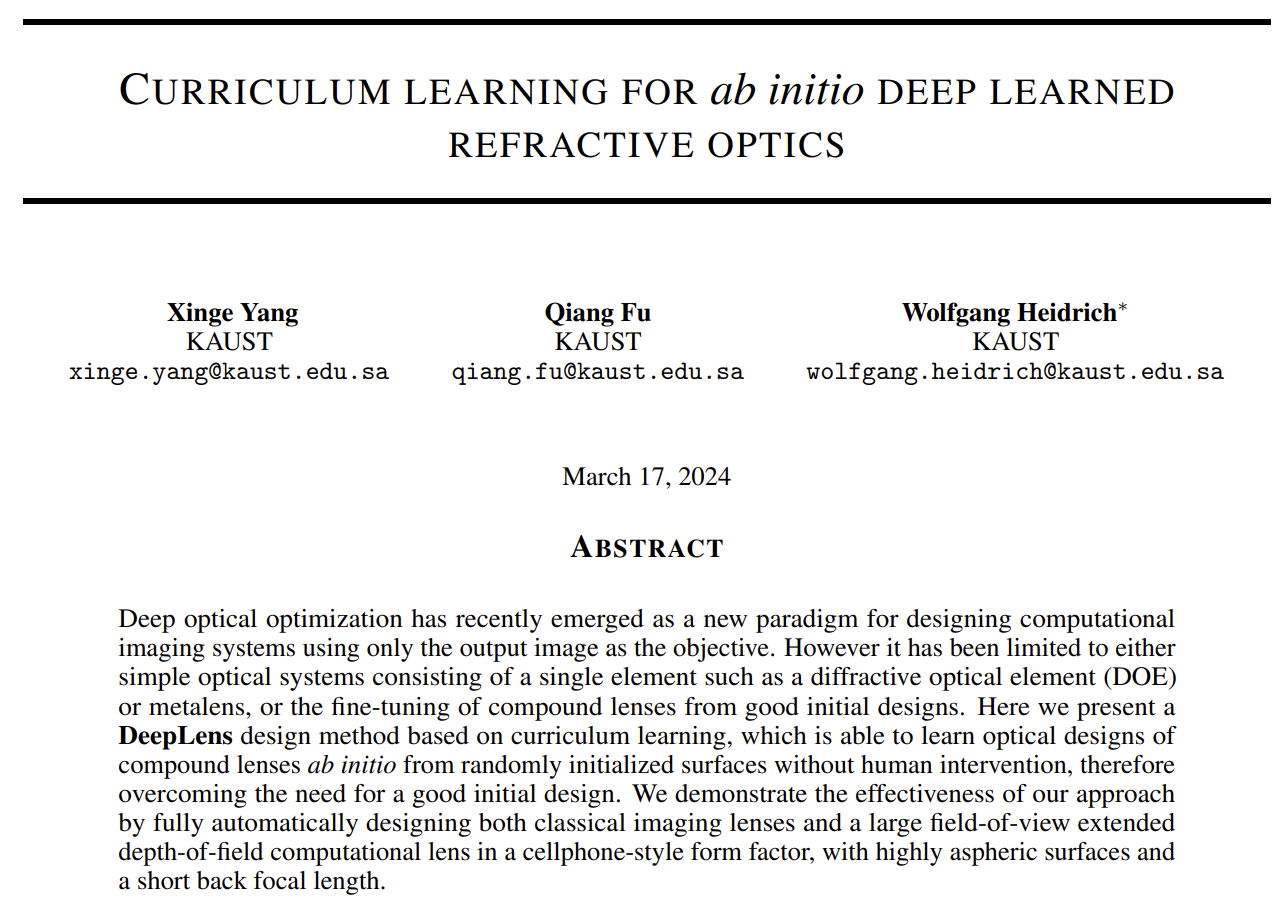 CURRICULUM LEARNING FOR ab initio DEEP LEARNED
REFRACTIVE OPTICS
Xinge Yang
KAUST
xinge.yang@kaust.edu.sa
Qiang Fu
KAUST
qiang.fu@kaust.edu.sa
Wolfgang Heidrich*
KAUST
wolfgang.heidrich@kaust.edu.sa
March 17, 2024
ABSTRACT
Deep optical optimization has recently emerged as a new paradigm for designing computational
imaging systems using only the output image as the objective. However it has been limited to either
simple optical systems consisting of a single element such as a diffractive optical element (DOE)
or metalens, or the fine-tuning of compound lenses from good initial designs. Here we present a
DeepLens design method based on curriculum learning, which is able to learn optical designs of
compound lenses ab initio from randomly initialized surfaces without human intervention, therefore
overcoming the need for a good initial design. We demonstrate the effectiveness of our approach
by fully automatically designing both classical imaging lenses and a large field-of-view extended
depth-of-field computational lens in a cellphone-style form factor, with highly aspheric surfaces and
a short back focal length.